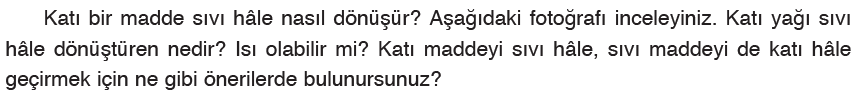 Katı bir madde sıvı hâle nasıl dönüşür? Aşağıdaki fotoğrafı inceleyiniz. Katı yağı sıvı
hâle dönüştüren nedir? Isı olabilir mi? Katı maddeyi sıvı hâle, sıvı maddeyi de katı hâle
geçirmek için ne gibi önerilerde bulunursunuz?